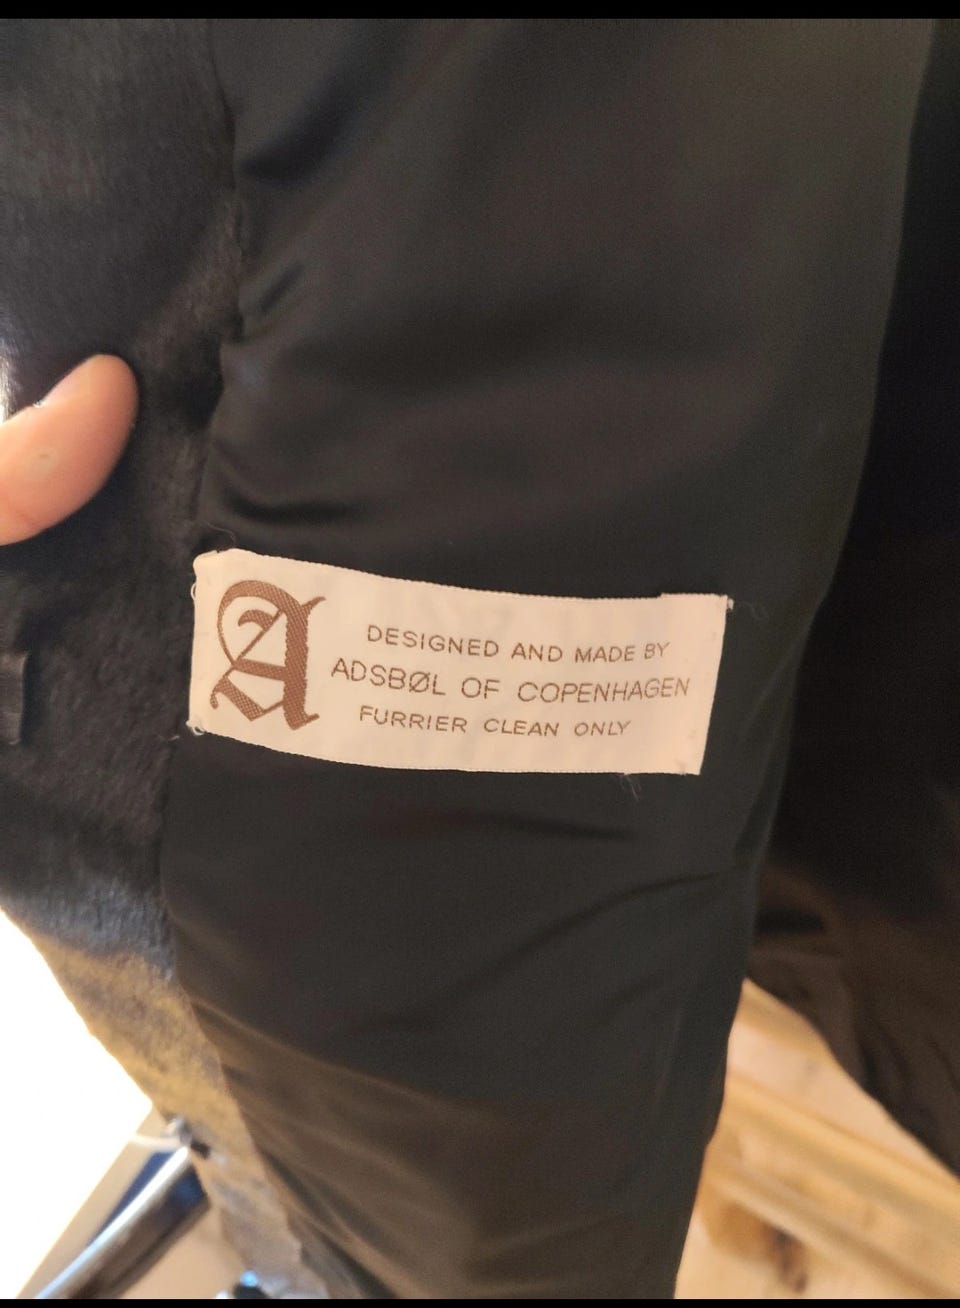 A
DESIGNED AND MADE BY
ADSBØL OF COPENHAGEN
FURRIER CLEAN ONLY